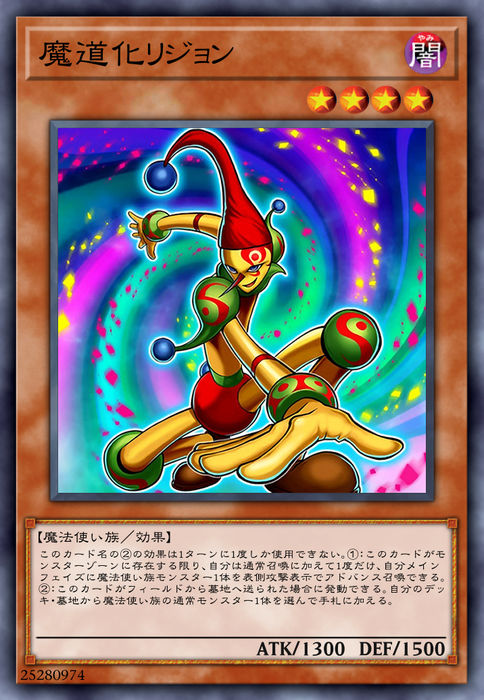 魔道化リジョン
やみ
闇
【魔法使い族／効果】
このカード名の②の効果は1ターンに1度しか使用できない。①:このカードがモ
ンスターゾーンに存在する限り、自分は通常召喚に加えて1度だけ、自分メイン
フェイズに魔法使い族モンスター1体を表側攻撃表示でアドバンス召喚できる。
②:このカードがフィールドから墓地へ送られた場合に発動できる。自分のデッ
キ・墓地から魔法使い族の通常モンスター1体を選んで手札に加える。
ATK/1300 DEF/1500
25280974